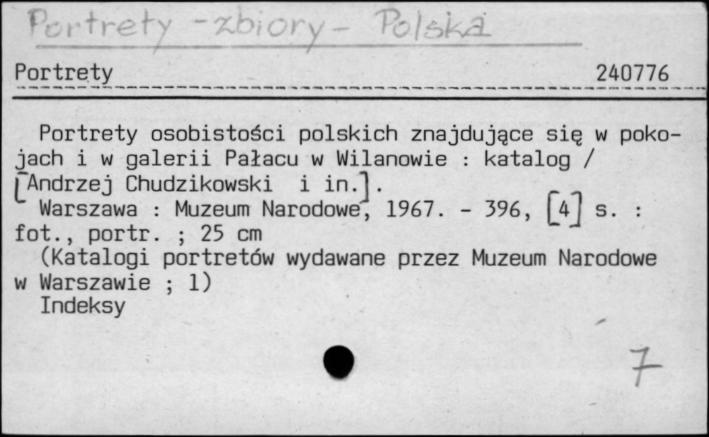 Portrety - zbiory - Polska
Portrety 240776
Portrety osobistości polskich znajdujące się w poko-
jach i w galerii Pałacu w Wilanowie : katalog /
[Andrzej Chudzikowski i in.].
Warszawa : Muzeum Narodowe, 1967. - 396, [4] s. :
fot., portr. ; 25 cm
(Katalogi portretów wydawane przez Muzeum Narodowe
w Warszawie ; 1)
Indeksy
7